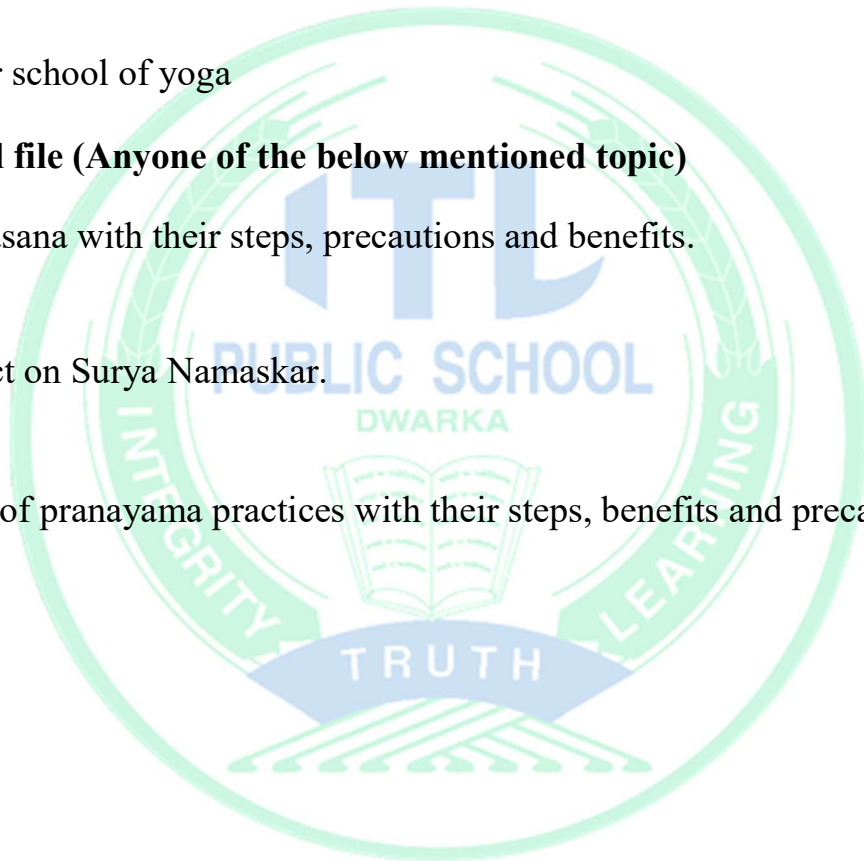 r school of yoga
l file (Anyone of the below mentioned topic)
asana with their steps, precautions and benefits.
ct on Surya Namaskar.
of pranayama practices with their steps, benefits and preca
ITL
PUBLIC SCHOOL
DWARKA
INTEGRITY
LEARNING
TRUTH